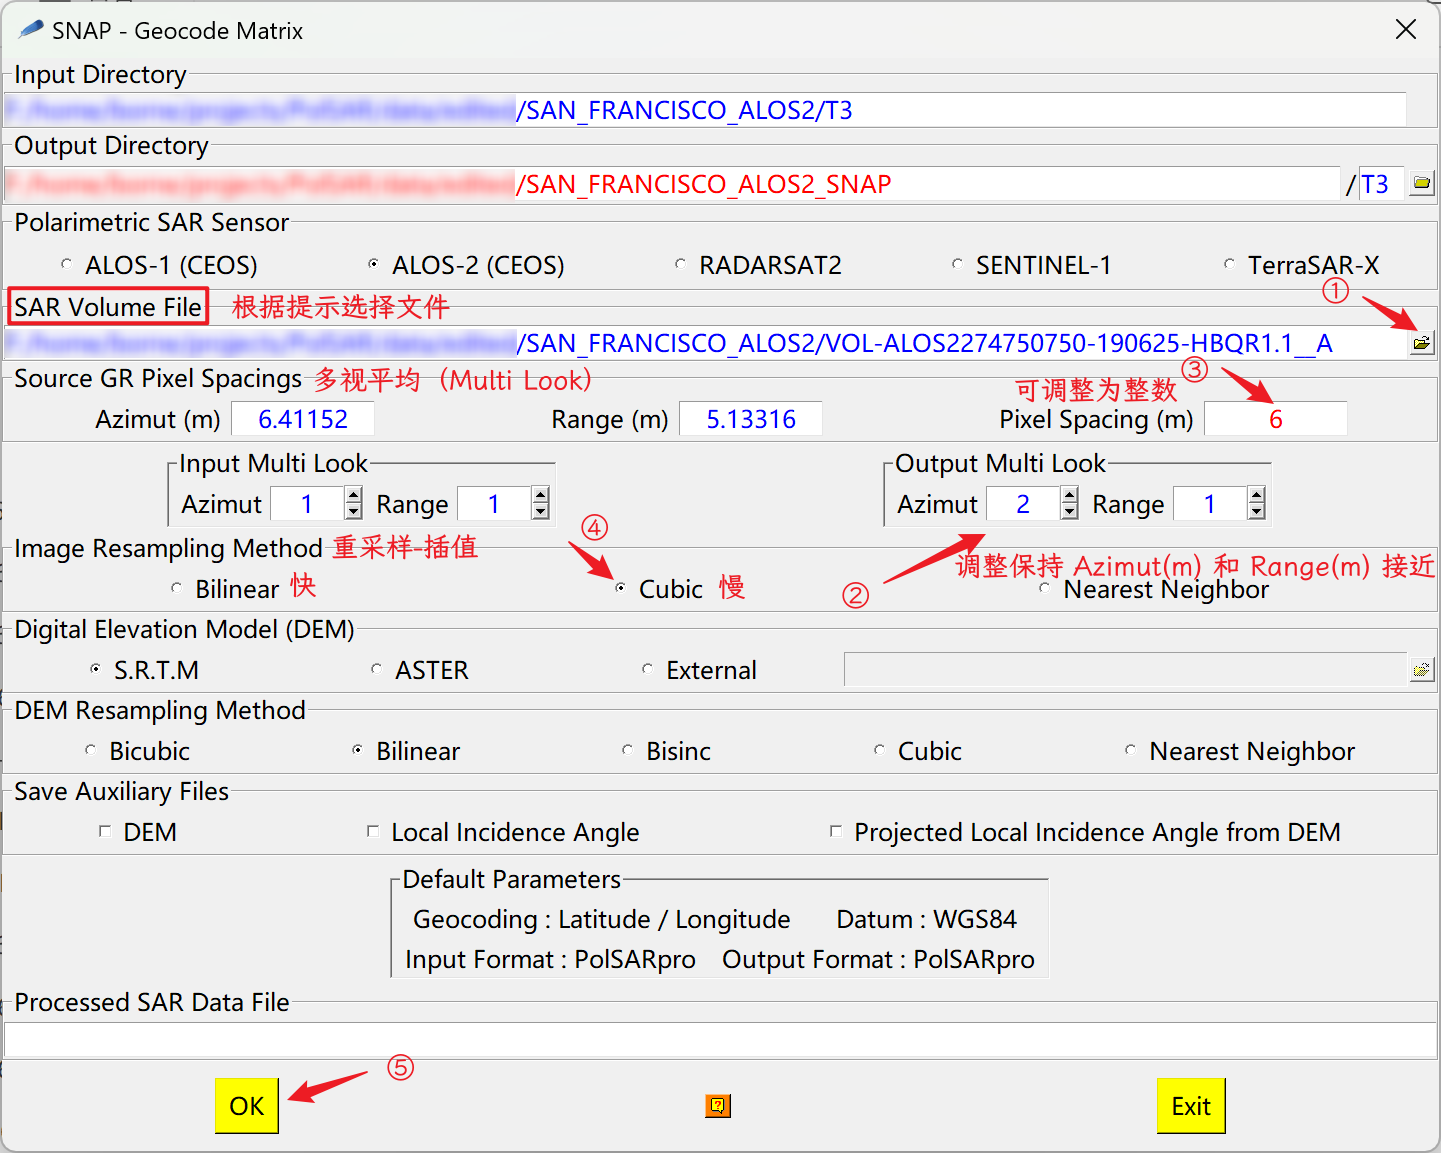 SNAP - Geocode Matrix
Input Directory
/SAN_FRANCISCO_ALOS2/T3
Output Directory
/SAN_FRANCISCO_ALOS2_SNAP / T3
Polarimetric SAR Sensor
ALOS-1 (CEOS) ALOS-2 (CEOS) RADARSAT2 SENTINEL-1 TerraSAR-X
SAR Volume File 根据提示选择文件 ①
/SAN_FRANCISCO_ALOS2/VOL-ALOS2274750750-190625-HBQR1.1__A
Source GR Pixel Spacings 多视平均 (Multi Look) 可调整为整数 ③
Azimut (m) 6.41152 Range (m) 5.13316 Pixel Spacing (m) 6
Input Multi Look Output Multi Look
Azimut 1 Range 1 Azimut 2 Range 1
Image Resampling Method 重采样-插值 ④
② 调整保持 Azimut(m) 和 Range(m) 接近
Bilinear 快 Cubic 慢 Nearest Neighbor
Digital Elevation Model (DEM)
S.R.T.M ASTER External
DEM Resampling Method
Bicubic Bilinear Bisinc Cubic Nearest Neighbor
Save Auxiliary Files
DEM Local Incidence Angle Projected Local Incidence Angle from DEM
Default Parameters
Geocoding : Latitude / Longitude Datum : WGS84
Input Format : PolSARpro Output Format : PolSARpro
Processed SAR Data File
OK ⑤ Exit